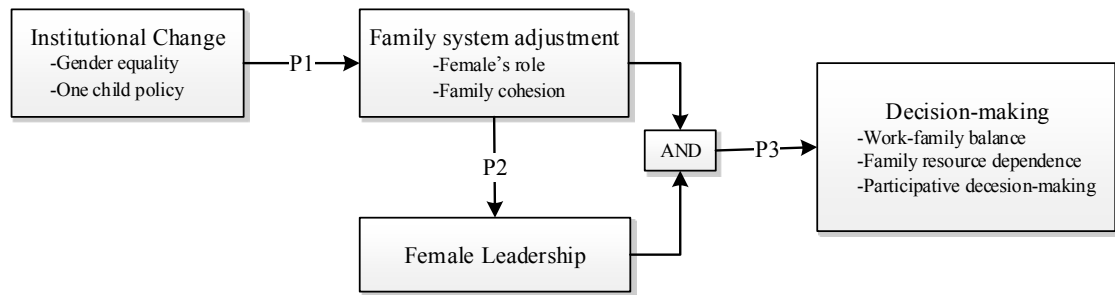 Institutional Change
-Gender equality
-One child policy
P1
Family system adjustment
-Female's role
-Family cohesion
P2
Female Leadership
AND
P3
Decision-making
-Work-family balance
-Family resource dependence
-Participative decesion-making